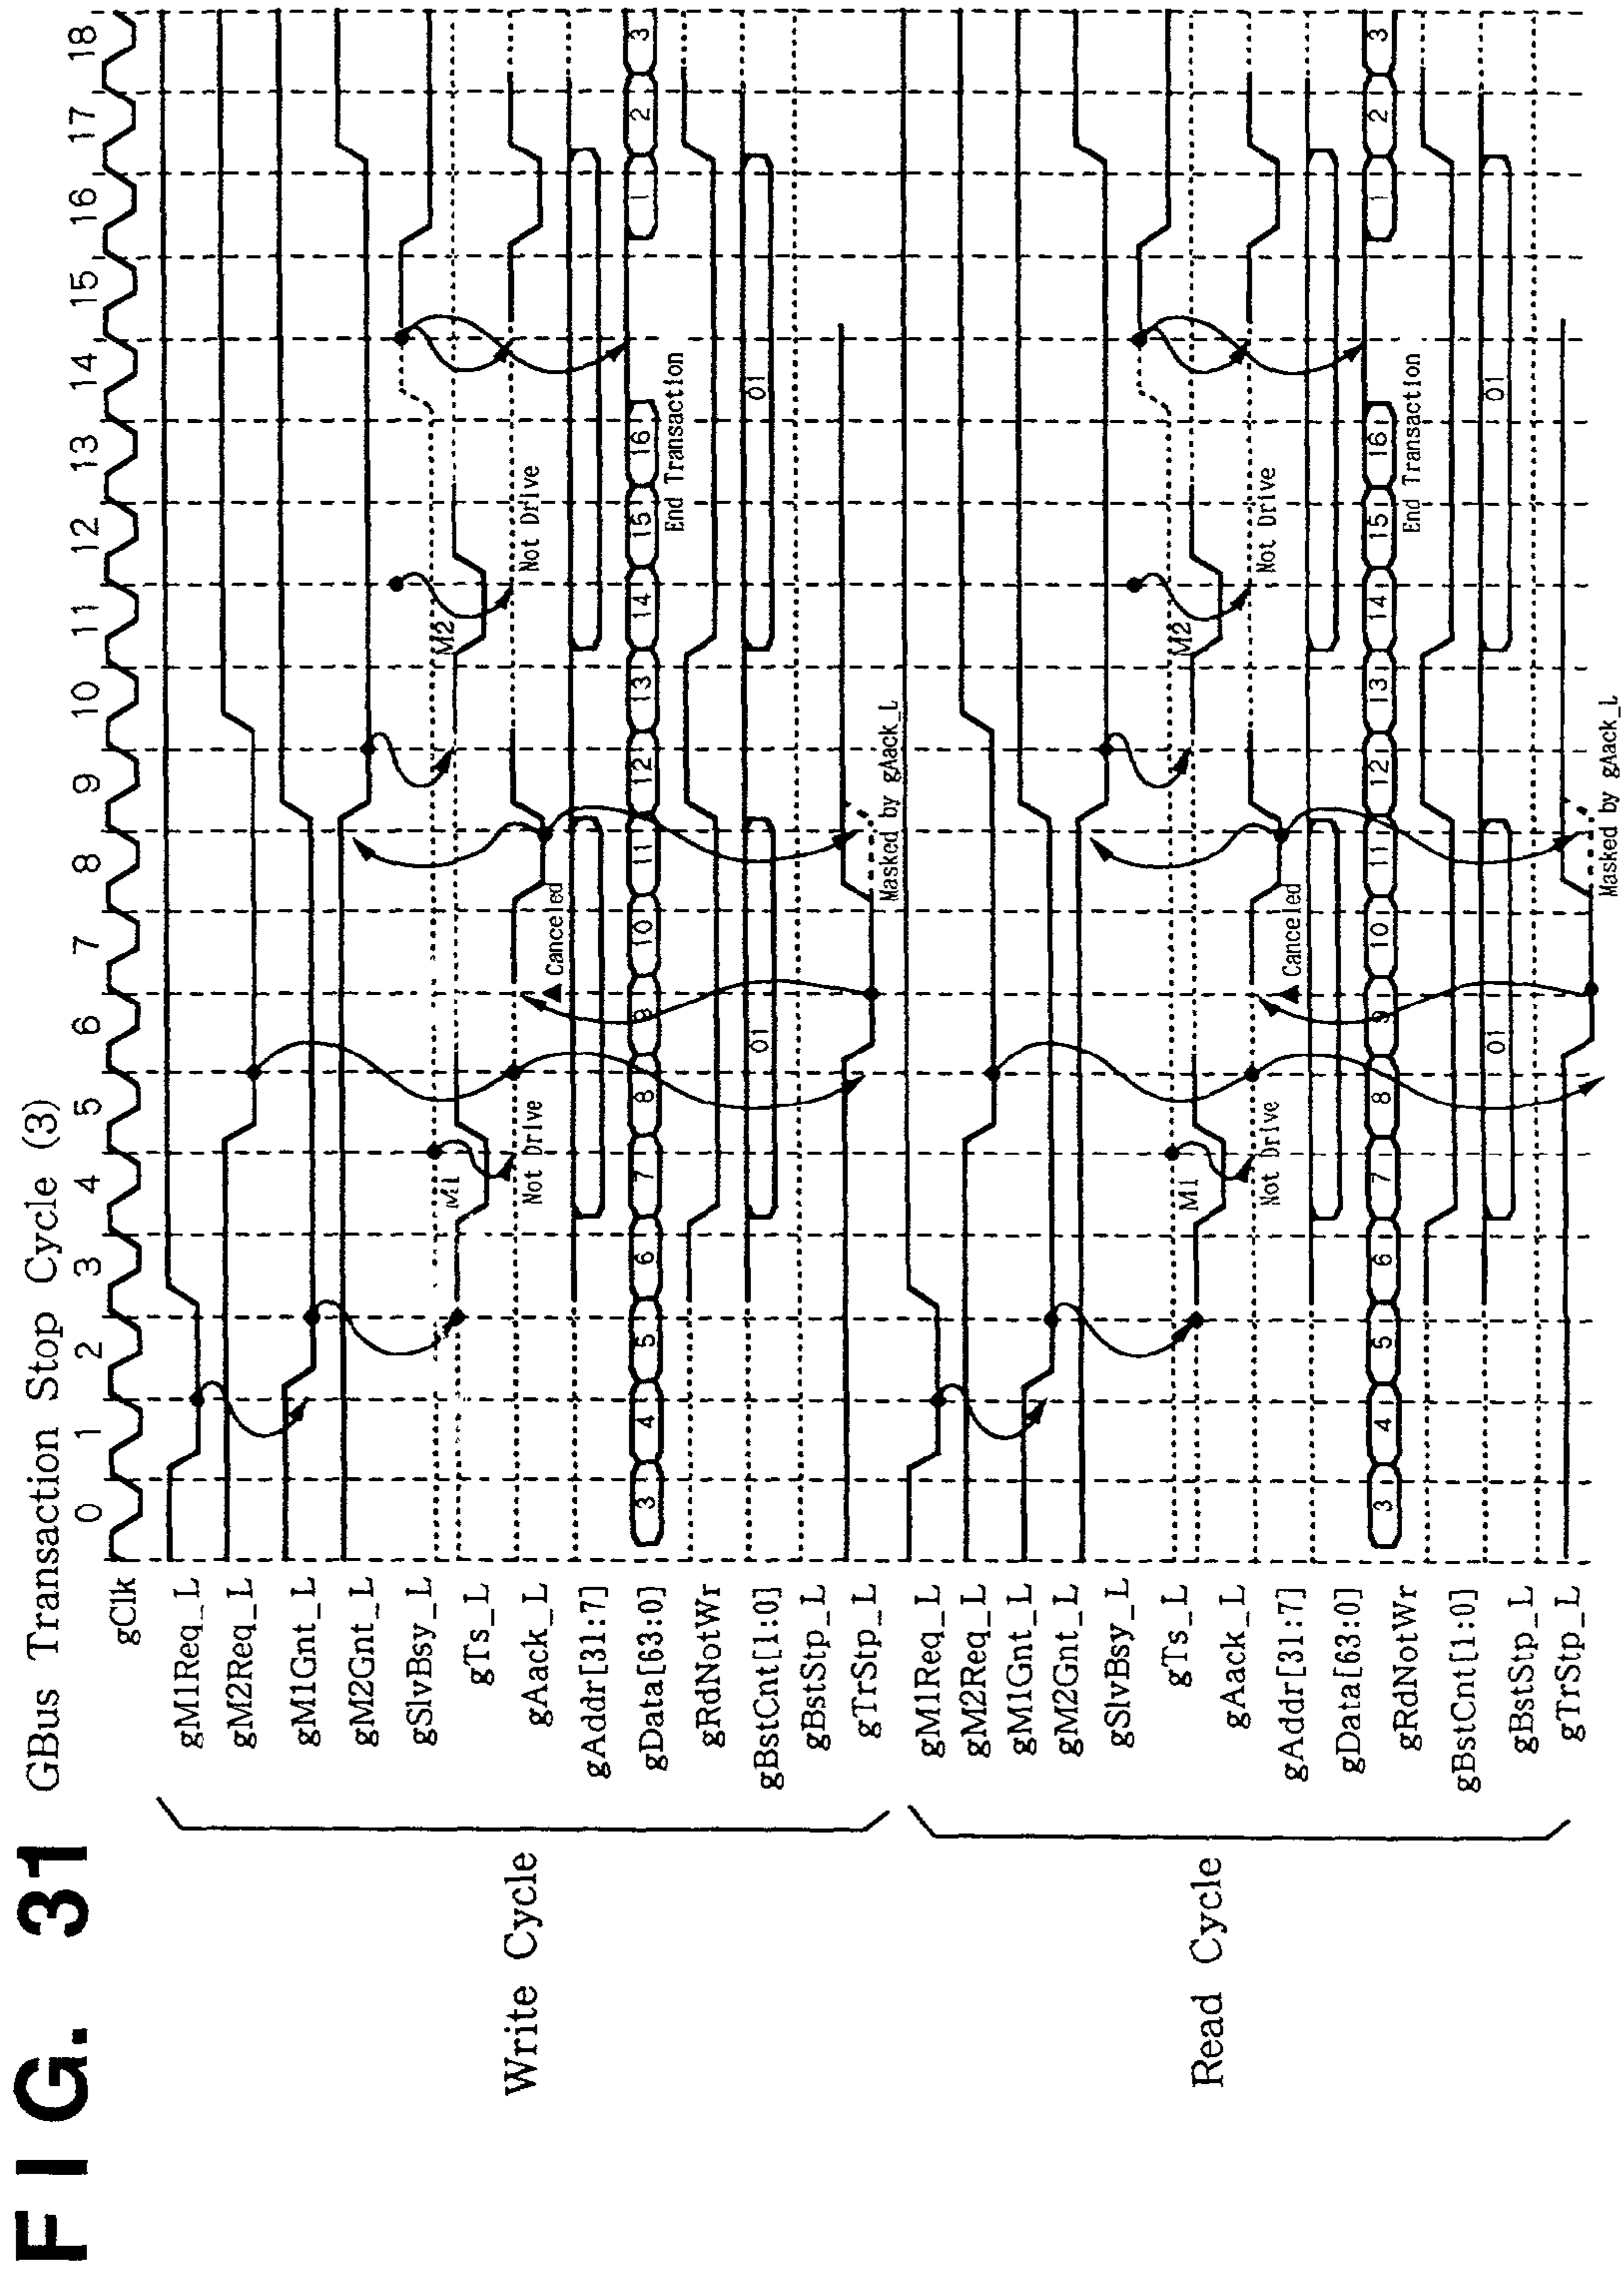 FIG. 31 GBus Transaction Stop Cycle (3)
0 1 2 3 4 5 6 7 8 9 10 11 12 13 14 15 16 17 18
Write Cycle
gClk
gM1Req_L
gM2Req_L
gM1Gnt_L
gM2Gnt_L
gSlvBsy_L
M1 M2
gTs_L
gAack_L
Not Drive Canceled Not Drive
gAddr[31:7]
gData[63:0] 3 4 5 6 7 8 9 10 11 12 13 14 15 16 1 2 3
End Transaction
gRdNotWr
gBstCnt[1:0] 01 01
gBstStp_L
gTrStp_L
Masked by gAack_L
Read Cycle
gM1Req_L
gM2Req_L
gM1Gnt_L
gM2Gnt_L
gSlvBsy_L
M1 M2
gTs_L
gAack_L
Not Drive Canceled Not Drive
gAddr[31:7]
gData[63:0] 3 4 5 6 7 8 9 10 11 12 13 14 15 16 1 2 3
End Transaction
gRdNotWr
gBstCnt[1:0] 01 01
gBstStp_L
gTrStp_L
Masked by gAack_L